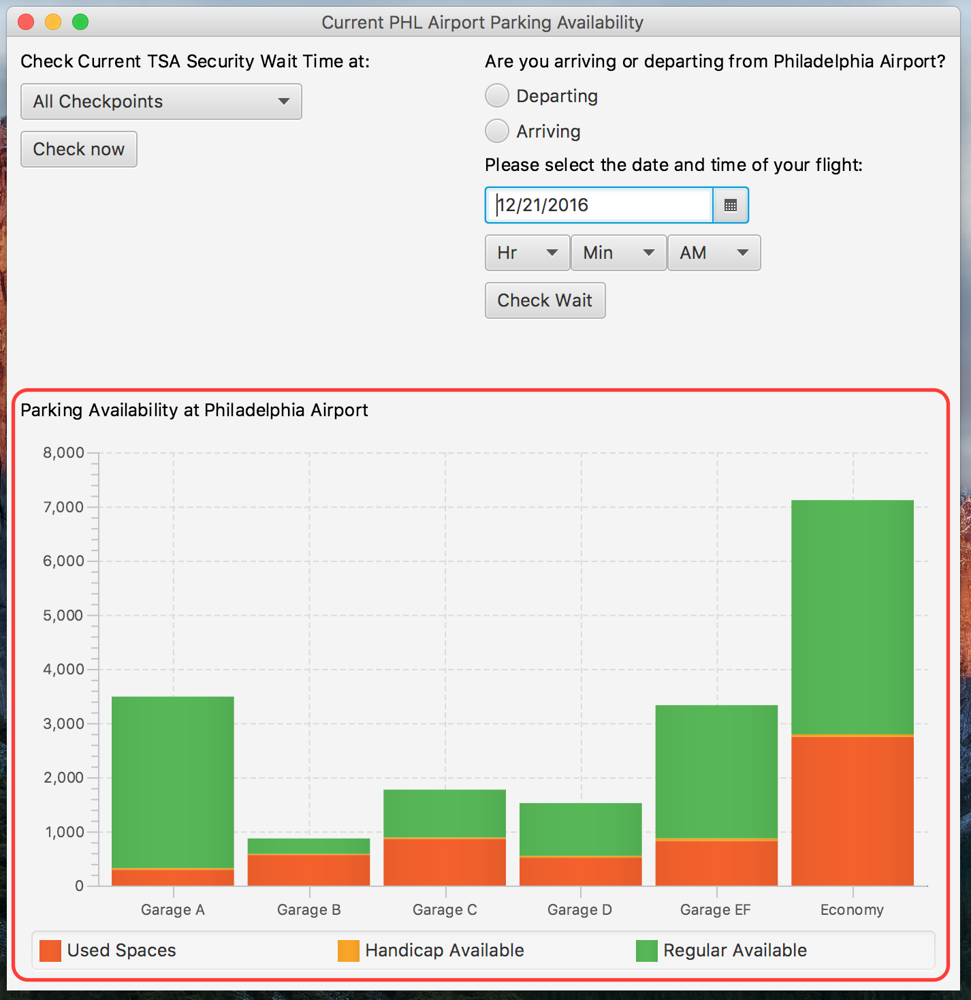 Current PHL Airport Parking Availability
Check Current TSA Security Wait Time at:
All Checkpoints
Check now
Are you arriving or departing from Philadelphia Airport?
Departing
Arriving
Please select the date and time of your flight:
12/21/2016
Hr Min AM
Check Wait
Parking Availability at Philadelphia Airport
8,000
7,000
6,000
5,000
4,000
3,000
2,000
1,000
0
Garage A Garage B Garage C Garage D Garage EF Economy
Used Spaces Handicap Available Regular Available